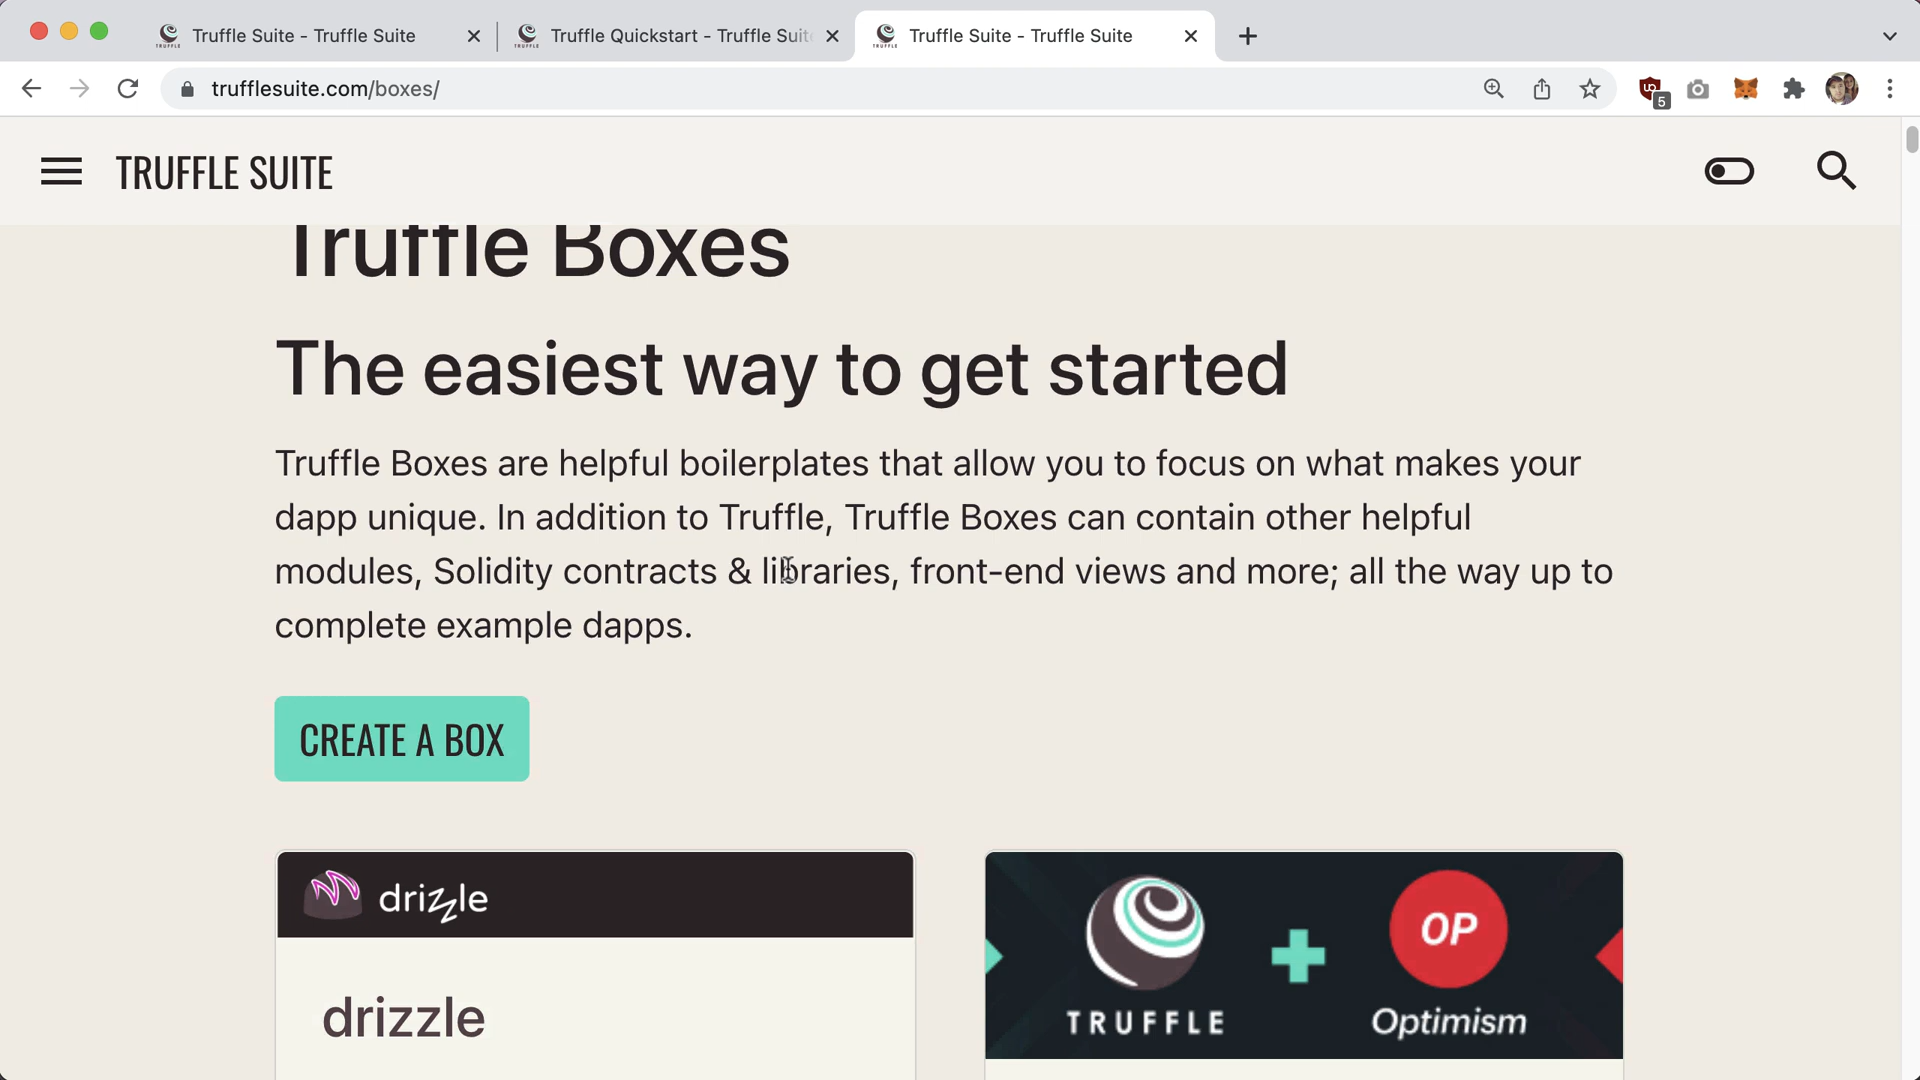 Truffle Suite - Truffle Suite
Truffle Quickstart - Truffle Suite
Truffle Suite - Truffle Suite
trufflesuite.com/boxes/
5
TRUFFLE SUITE
Truffle Boxes
The easiest way to get started
Truffle Boxes are helpful boilerplates that allow you to focus on what makes your
dapp unique. In addition to Truffle, Truffle Boxes can contain other helpful
modules, Solidity contracts & libraries, front-end views and more; all the way up to
complete example dapps.
CREATE A BOX
drizzle
OP
TRUFFLE
Optimism
drizzle